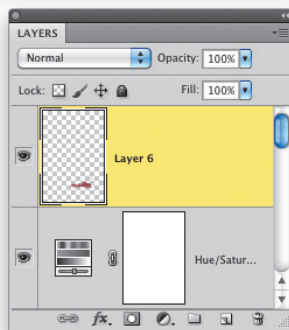 LAYERS
Normal Opacity: 100%
Lock: Fill: 100%
Layer 6
Hue/Satur...
fx.